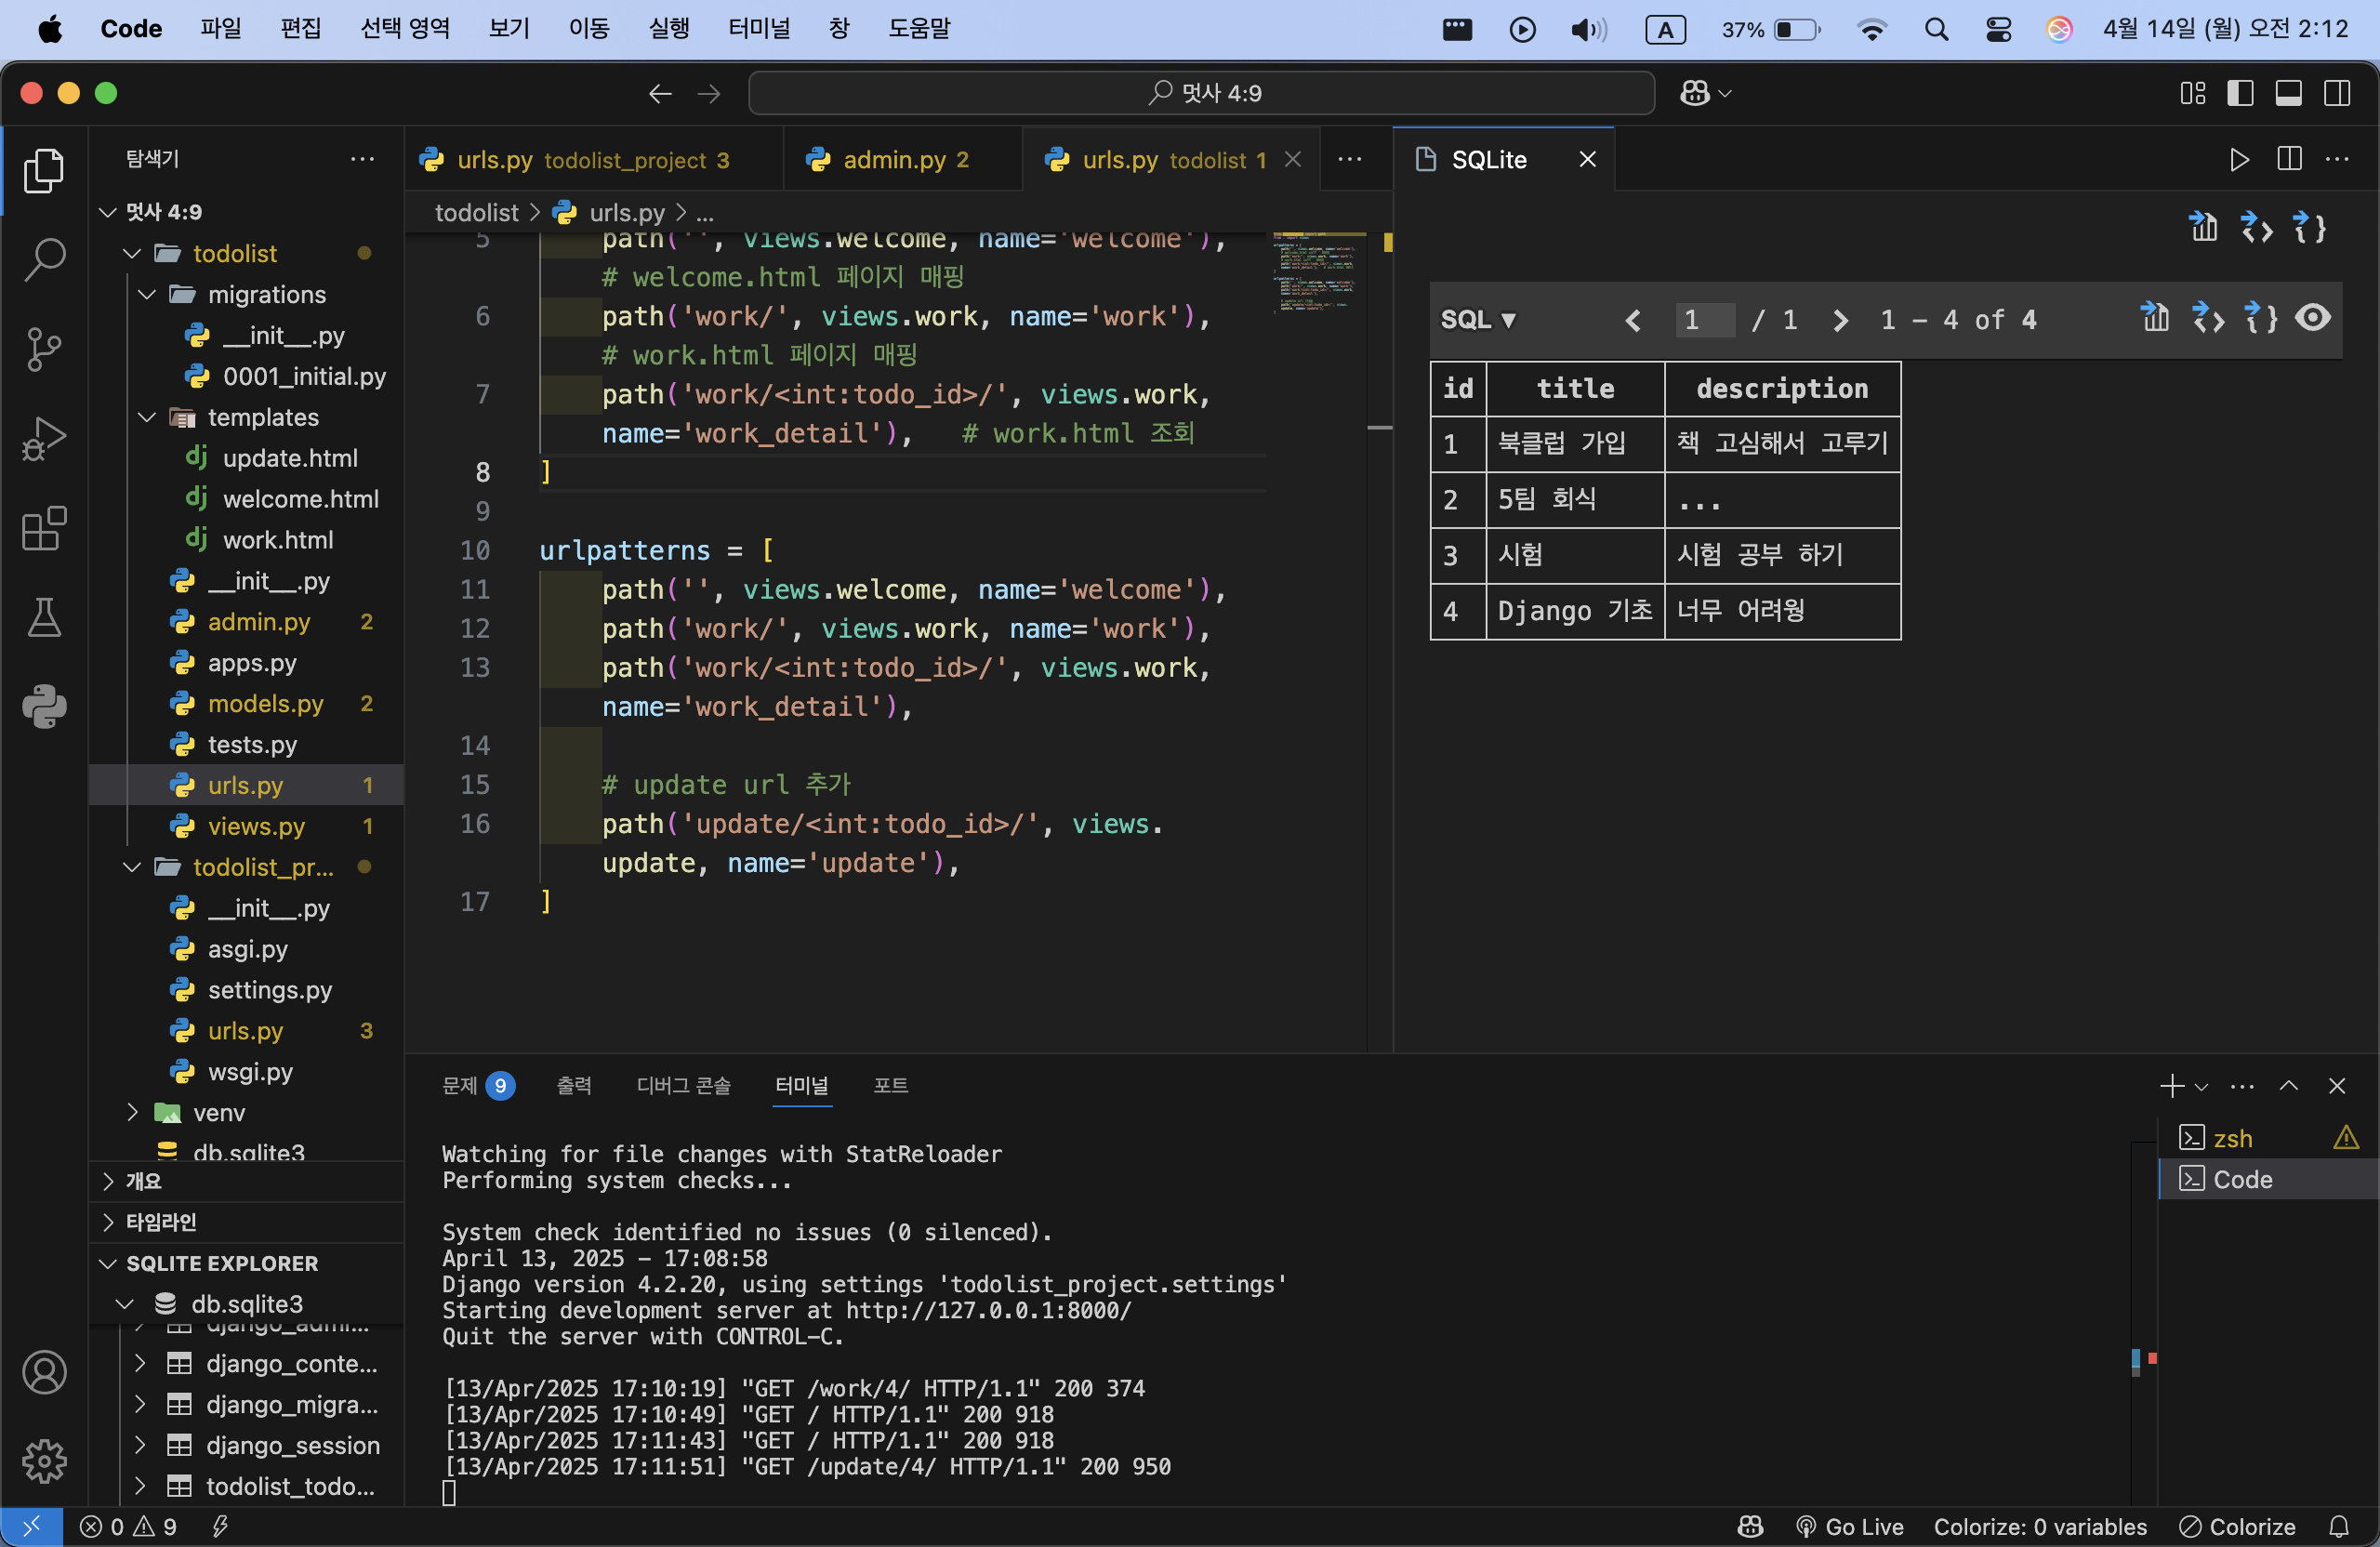 Code 파일 편집 선택 영역 보기 이동 실행 터미널 창 도움말 A 37% 4월 14일 (월) 오전 2:12
멋사 4:9
탐색기
멋사 4:9
todolist
migrations
__init__.py
0001_initial.py
templates
update.html
welcome.html
work.html
__init__.py
admin.py 2
apps.py
models.py 2
tests.py
urls.py 1
views.py 1
todolist_pr...
__init__.py
asgi.py
settings.py
urls.py 3
wsgi.py
venv
db.sqlite3
개요
타임라인
SQLITE EXPLORER
db.sqlite3
django_admi...
django_conte...
django_migra...
django_session
todolist_todo...
urls.py todolist_project 3 admin.py 2 urls.py todolist 1
todolist > urls.py > ...
5 path('', views.welcome, name='welcome'),
# welcome.html 페이지 매핑
6 path('work/', views.work, name='work'),
# work.html 페이지 매핑
7 path('work/<int:todo_id>/', views.work,
name='work_detail'), # work.html 조회
8 ]
9
10 urlpatterns = [
11 path('', views.welcome, name='welcome'),
12 path('work/', views.work, name='work'),
13 path('work/<int:todo_id>/', views.work,
name='work_detail'),
14
15 # update url 추가
16 path('update/<int:todo_id>/', views.
update, name='update'),
17 ]
SQLite
SQL ▼ 1 / 1 1 - 4 of 4
id title description
1 북클럽 가입 책 고심해서 고루기
2 5팀 회식 ...
3 시험 시험 공부 하기
4 Django 기초 너무 어려웡
문제 9 출력 디버그 콘솔 터미널 포트
Watching for file changes with StatReloader
Performing system checks...
System check identified no issues (0 silenced).
April 13, 2025 - 17:08:58
Django version 4.2.20, using settings 'todolist_project.settings'
Starting development server at http://127.0.0.1:8000/
Quit the server with CONTROL-C.
[13/Apr/2025 17:10:19] "GET /work/4/ HTTP/1.1" 200 374
[13/Apr/2025 17:10:49] "GET / HTTP/1.1" 200 918
[13/Apr/2025 17:11:43] "GET / HTTP/1.1" 200 918
[13/Apr/2025 17:11:51] "GET /update/4/ HTTP/1.1" 200 950
zsh
Code
0 9 Go Live Colorize: 0 variables Colorize